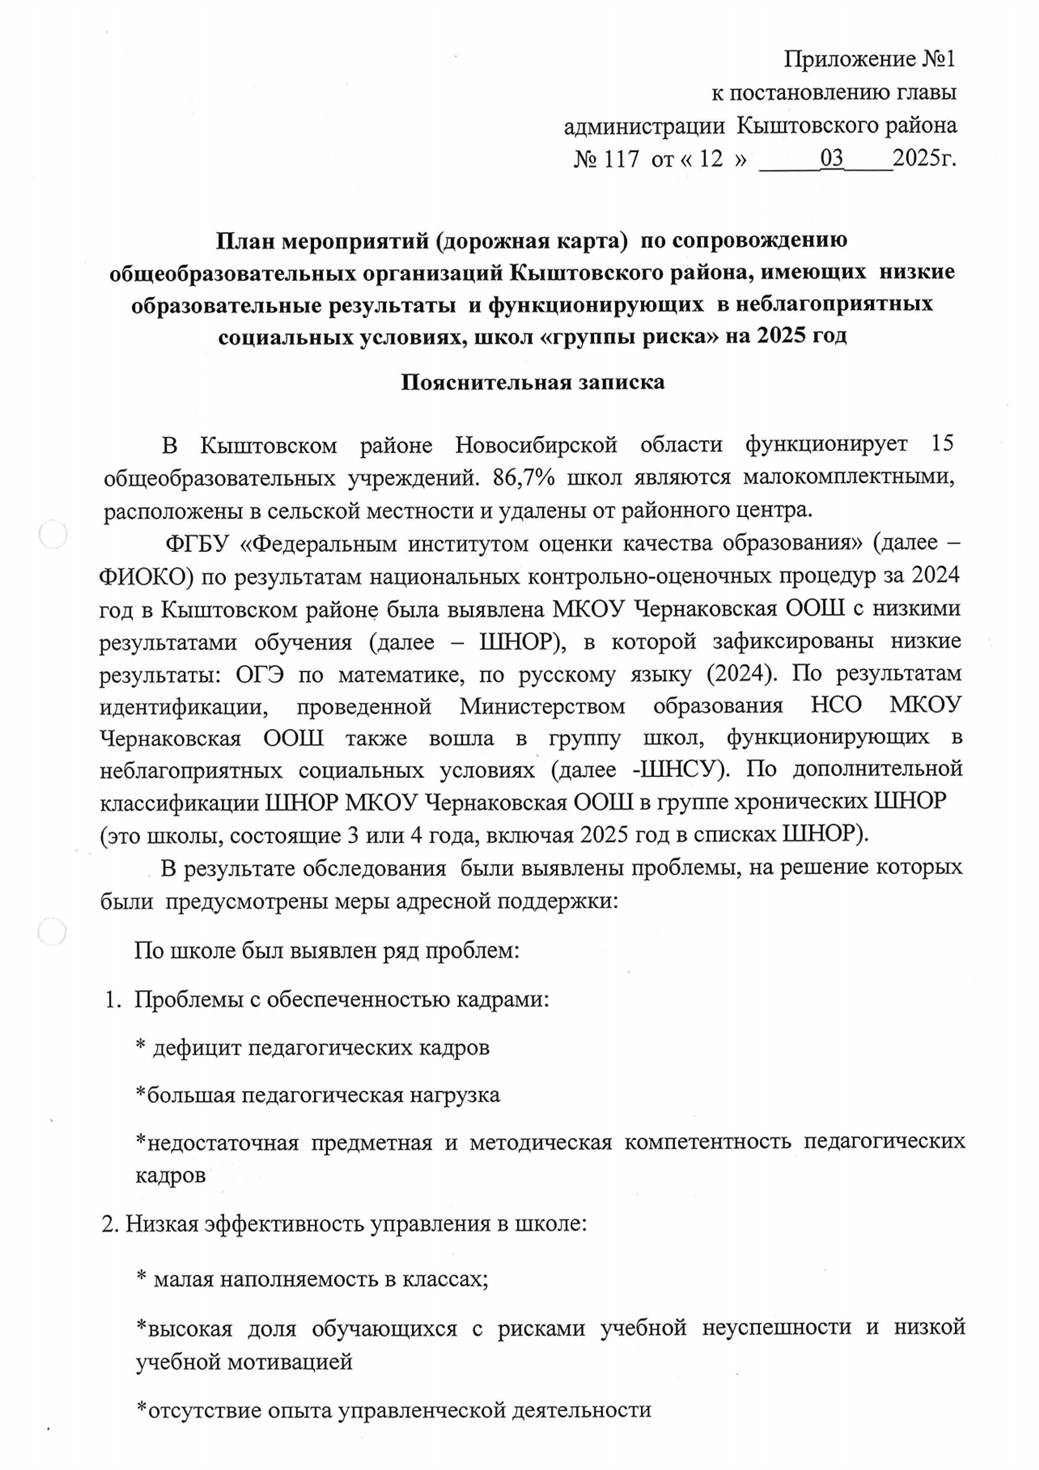 Приложение №1
к постановлению главы
администрации Кыштовского района
№ 117 от « 12 » _____03____2025г.
План мероприятий (дорожная карта) по сопровождению
общеобразовательных организаций Кыштовского района, имеющих низкие
образовательные результаты и функционирующих в неблагоприятных
социальных условиях, школ «группы риска» на 2025 год
Пояснительная записка
В Кыштовском районе Новосибирской области функционирует 15
общеобразовательных учреждений. 86,7% школ являются малокомплектными,
расположены в сельской местности и удалены от районного центра.
ФГБУ «Федеральным институтом оценки качества образования» (далее –
ФИОКО) по результатам национальных контрольно-оценочных процедур за 2024
год в Кыштовском районе была выявлена МКОУ Чернаковская ООШ с низкими
результатами обучения (далее – ШНОР), в которой зафиксированы низкие
результаты: ОГЭ по математике, по русскому языку (2024). По результатам
идентификации, проведенной Министерством образования НСО МКОУ
Чернаковская ООШ также вошла в группу школ, функционирующих в
неблагоприятных социальных условиях (далее -ШНСУ). По дополнительной
классификации ШНОР МКОУ Чернаковская ООШ в группе хронических ШНОР
(это школы, состоящие 3 или 4 года, включая 2025 год в списках ШНОР).
В результате обследования были выявлены проблемы, на решение которых
были предусмотрены меры адресной поддержки:
По школе был выявлен ряд проблем:
1. Проблемы с обеспеченностью кадрами:
* дефицит педагогических кадров
*большая педагогическая нагрузка
*недостаточная предметная и методическая компетентность педагогических
кадров
2. Низкая эффективность управления в школе:
* малая наполняемость в классах;
*высокая доля обучающихся с рисками учебной неуспешности и низкой
учебной мотивацией
*отсутствие опыта управленческой деятельности